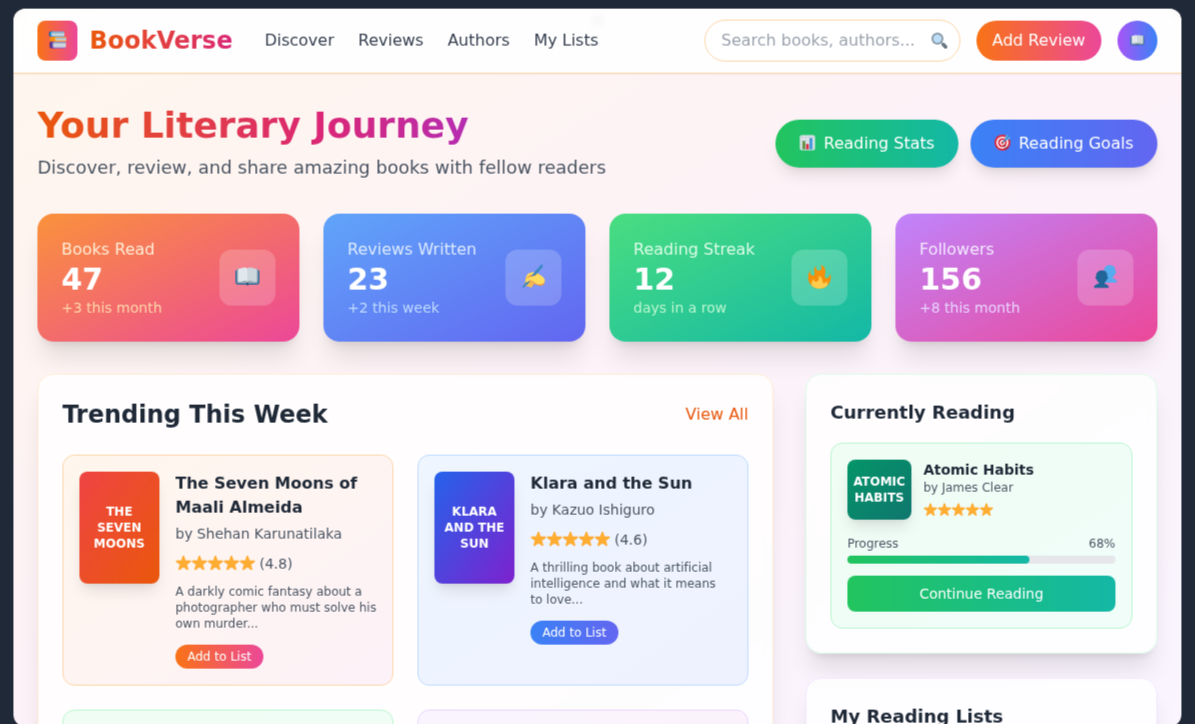 BookVerse
Discover
Reviews
Authors
My Lists
Search books, authors...
Add Review
Your Literary Journey
Discover, review, and share amazing books with fellow readers
Reading Stats
Reading Goals
Books Read
47
+3 this month
Reviews Written
23
+2 this week
Reading Streak
12
days in a row
Followers
156
+8 this month
Trending This Week
View All
THE
SEVEN
MOONS
The Seven Moons of
Maali Almeida
by Shehan Karunatilaka
(4.8)
A darkly comic fantasy about a
photographer who must solve his
own murder...
Add to List
KLARA
AND THE
SUN
Klara and the Sun
by Kazuo Ishiguro
(4.6)
A thrilling book about artificial
intelligence and what it means
to love...
Add to List
Currently Reading
ATOMIC
HABITS
Atomic Habits
by James Clear
Progress
68%
Continue Reading
My Reading Lists